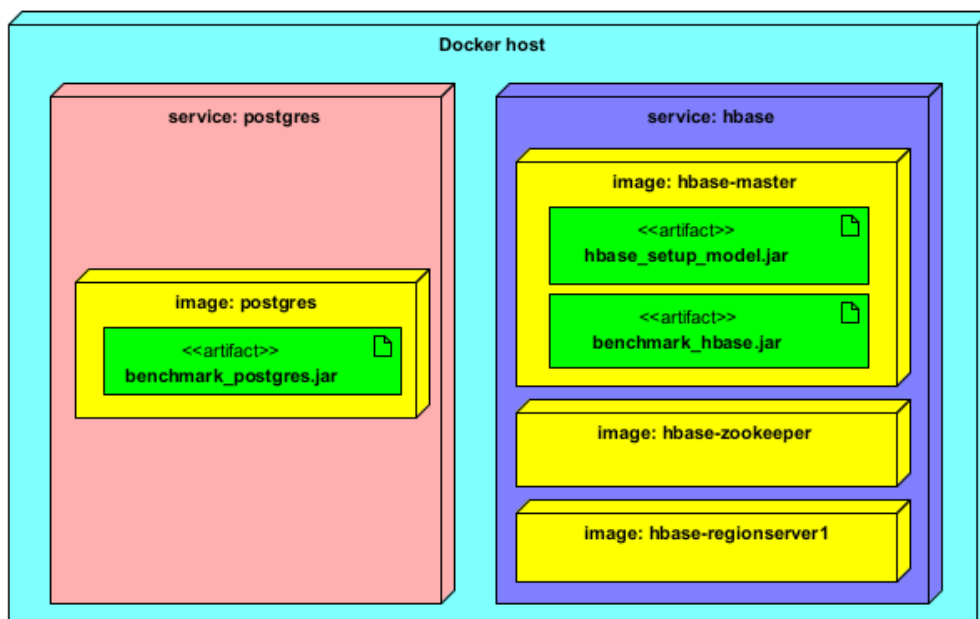 Docker host
service: postgres
image: postgres
<<artifact>>
benchmark_postgres.jar
service: hbase
image: hbase-master
<<artifact>>
hbase_setup_model.jar
<<artifact>>
benchmark_hbase.jar
image: hbase-zookeeper
image: hbase-regionserver1